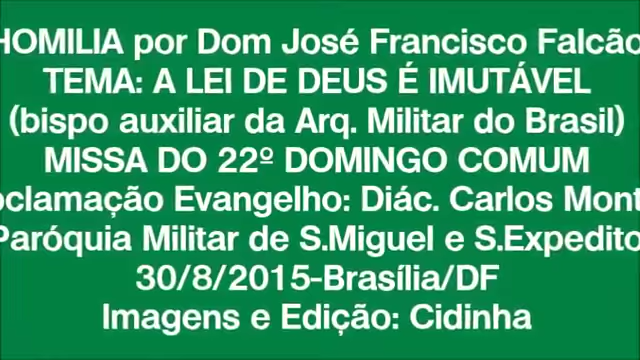 HOMILIA por Dom José Francisco Falcão
TEMA: A LEI DE DEUS É IMUTÁVEL
(bispo auxiliar da Arq. Militar do Brasil)
MISSA DO 22º DOMINGO COMUM
oclamação Evangelho: Diác. Carlos Mont
Paróquia Militar de S.Miguel e S.Expedito
30/8/2015-Brasília/DF
Imagens e Edição: Cidinha